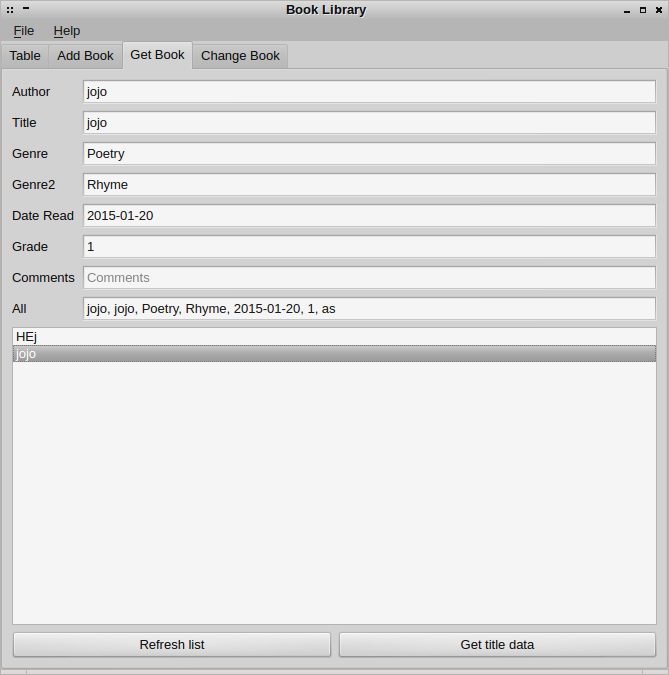 Book Library
File Help
Table Add Book Get Book Change Book
Author jojo
Title jojo
Genre Poetry
Genre2 Rhyme
Date Read 2015-01-20
Grade 1
Comments Comments
All jojo, jojo, Poetry, Rhyme, 2015-01-20, 1, as
HEj
jojo
Refresh list Get title data